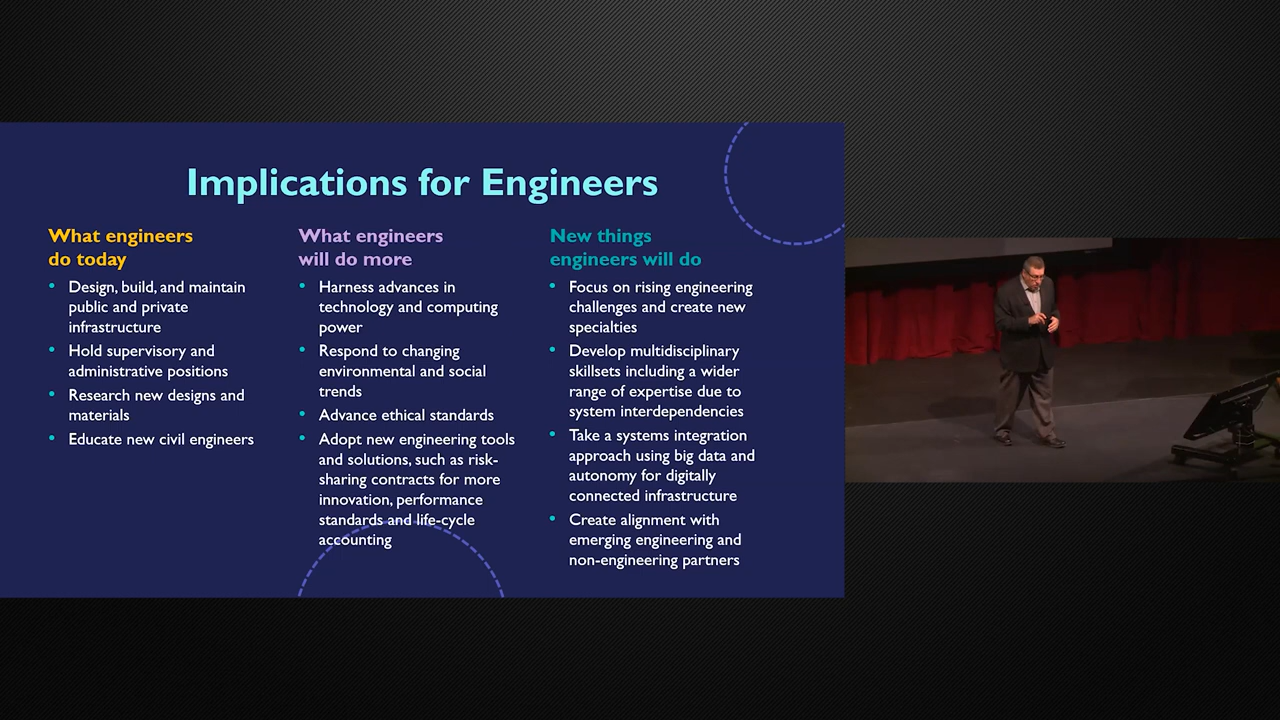 Implications for Engineers
What engineers
do today
• Design, build, and maintain
public and private
infrastructure
• Hold supervisory and
administrative positions
• Research new designs and
materials
• Educate new civil engineers
What engineers
will do more
• Harness advances in
technology and computing
power
• Respond to changing
environmental and social
trends
• Advance ethical standards
• Adopt new engineering tools
and solutions, such as risk-
sharing contracts for more
innovation, performance
standards and life-cycle
accounting
New things
engineers will do
• Focus on rising engineering
challenges and create new
specialties
• Develop multidisciplinary
skillsets including a wider
range of expertise due to
system interdependencies
• Take a systems integration
approach using big data and
autonomy for digitally
connected infrastructure
• Create alignment with
emerging engineering and
non-engineering partners